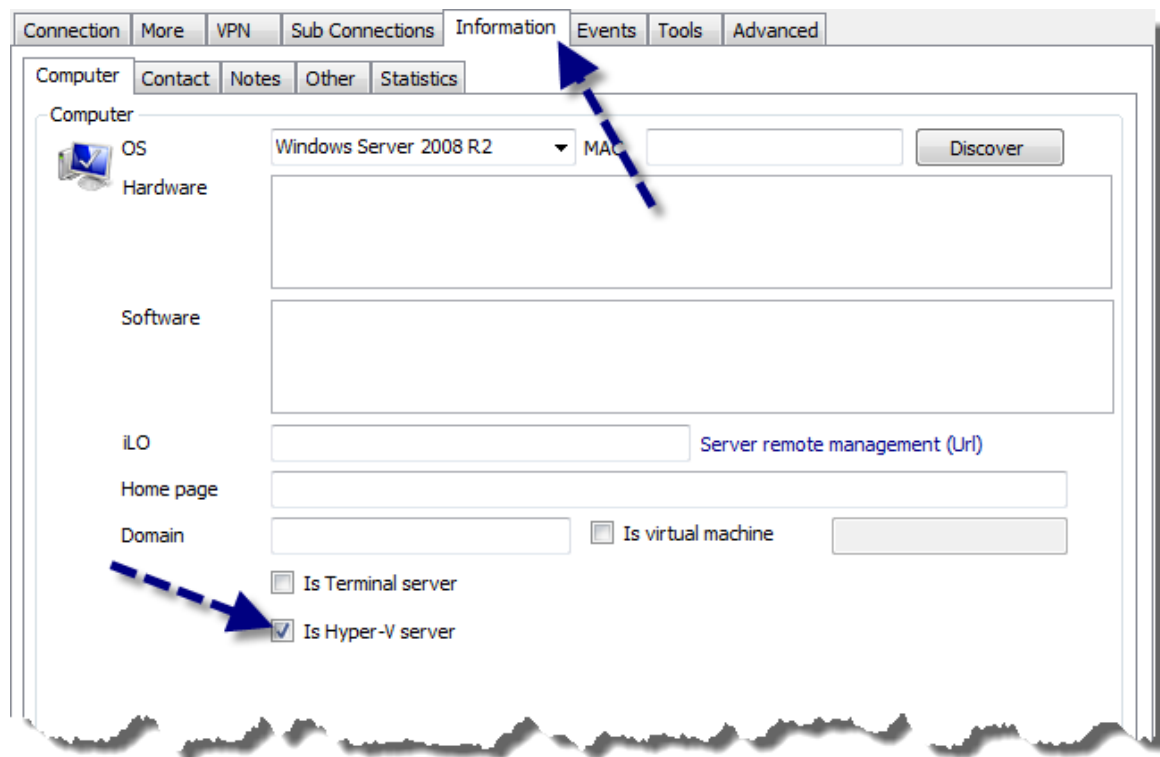 Connection More VPN Sub Connections Information Events Tools Advanced
Computer Contact Notes Other Statistics
Computer
OS Windows Server 2008 R2 MAC Discover
Hardware
Software
iLO Server remote management (Url)
Home page
Domain Is virtual machine
Is Terminal server
Is Hyper-V server